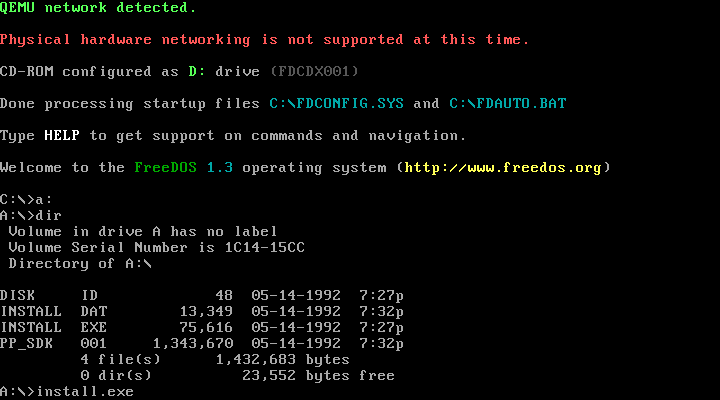 QEMU network detected.
Physical hardware networking is not supported at this time.
CD-ROM configured as D: drive (FDCDX001)
Done processing startup files C:\FDCONFIG.SYS and C:\FDAUTO.BAT
Type HELP to get support on commands and navigation.
Welcome to the FreeDOS 1.3 operating system (http://www.freedos.org)
C:\>a:
A:\>dir
Volume in drive A has no label
Volume Serial Number is 1C14-15CC
Directory of A:\
DISK     ID             48  05-14-1992  7:27p
INSTALL  DAT        13,349  05-14-1992  7:32p
INSTALL  EXE        75,616  05-14-1992  7:27p
PP_SDK   001     1,343,670  05-14-1992  7:32p
4 file(s)      1,432,683 bytes
0 dir(s)          23,552 bytes free
A:\>install.exe